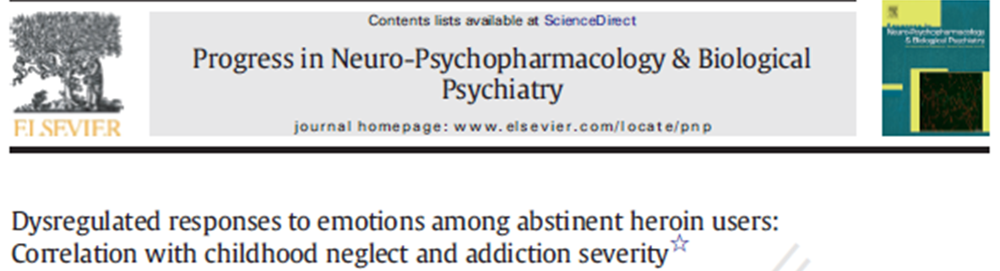 Contents lists available at ScienceDirect
Progress in Neuro-Psychopharmacology & Biological
Psychiatry
journal homepage: www.elsevier.com/locate/pnp
ELSEVIER
Neuro-Psychopharmacology
& Biological Psychiatry
Dysregulated responses to emotions among abstinent heroin users:
Correlation with childhood neglect and addiction severity☆